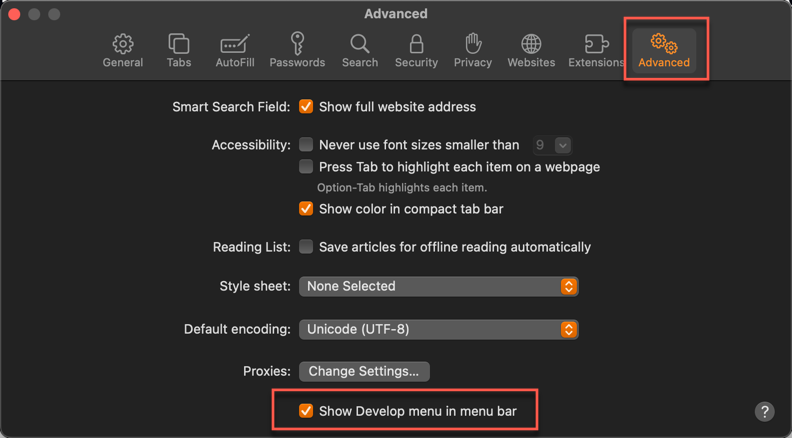 Advanced
General Tabs AutoFill Passwords Search Security Privacy Websites Extensions Advanced
Smart Search Field: Show full website address
Accessibility: Never use font sizes smaller than 9
Press Tab to highlight each item on a webpage
Option-Tab highlights each item.
Show color in compact tab bar
Reading List: Save articles for offline reading automatically
Style sheet: None Selected
Default encoding: Unicode (UTF-8)
Proxies: Change Settings...
Show Develop menu in menu bar
?